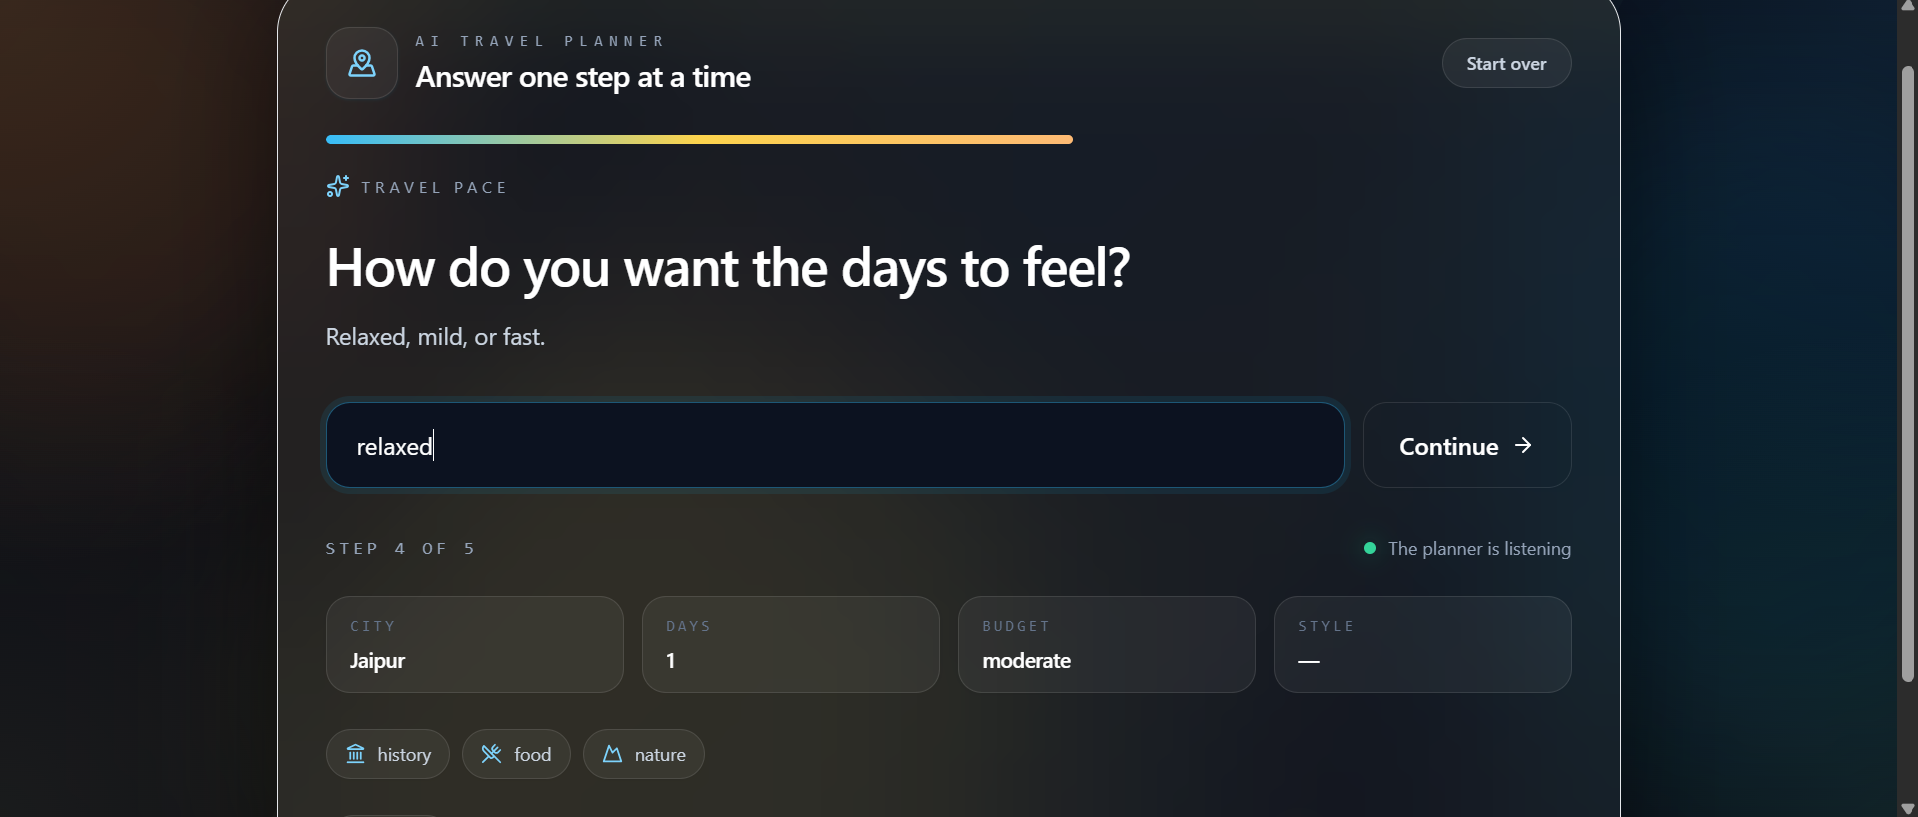 AI TRAVEL PLANNER
Answer one step at a time
Start over
TRAVEL PACE
How do you want the days to feel?
Relaxed, mild, or fast.
relaxed
Continue
STEP 4 OF 5
The planner is listening
CITY
Jaipur
DAYS
1
BUDGET
moderate
STYLE
—
history
food
nature